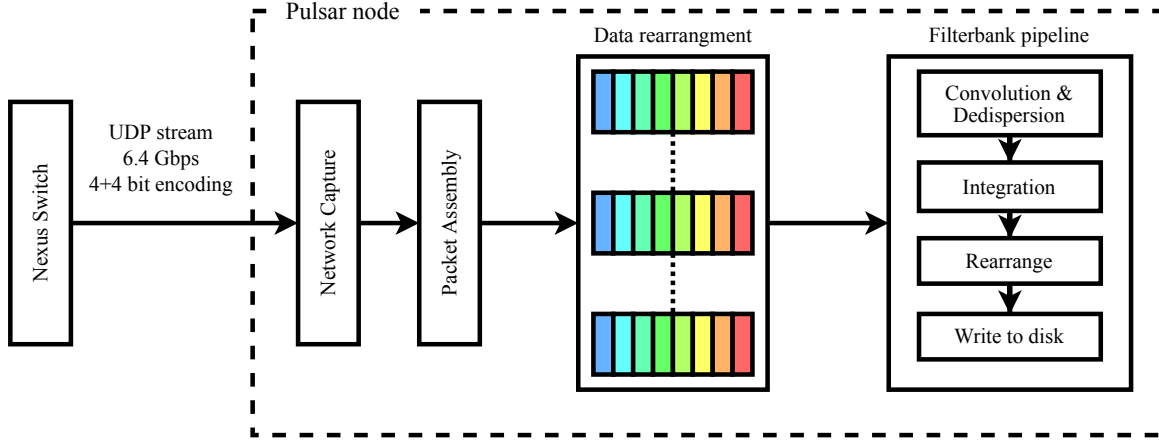 Pulsar node
Data rearrangment
Filterbank pipeline
Nexus Switch
UDP stream
6.4 Gbps
4+4 bit encoding
Network Capture
Packet Assembly
Convolution &
Dedispersion
Integration
Rearrange
Write to disk